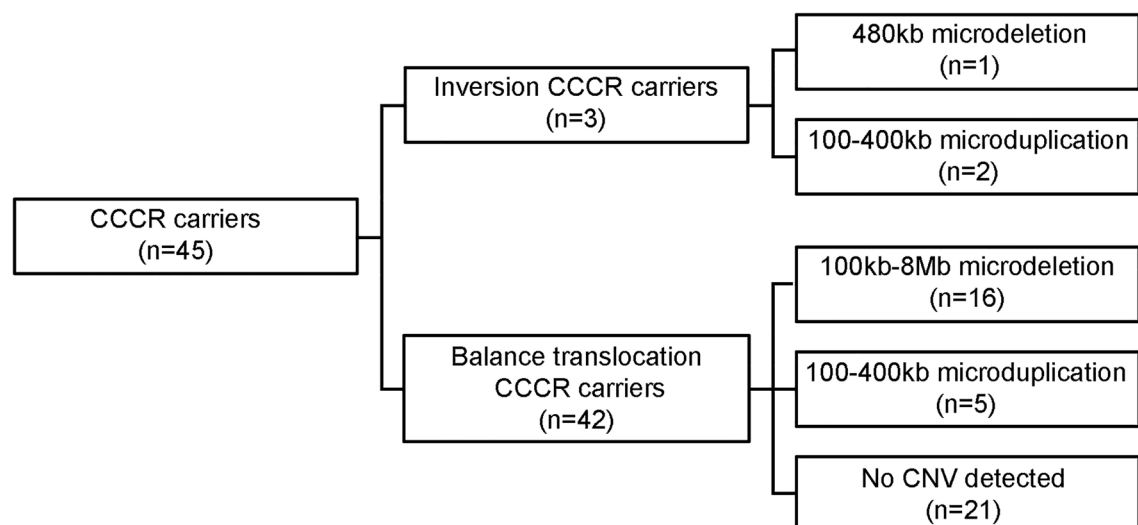 CCCR carriers
(n=45)
Inversion CCCR carriers
(n=3)
480kb microdeletion
(n=1)
100-400kb microduplication
(n=2)
Balance translocation
CCCR carriers
(n=42)
100kb-8Mb microdeletion
(n=16)
100-400kb microduplication
(n=5)
No CNV detected
(n=21)